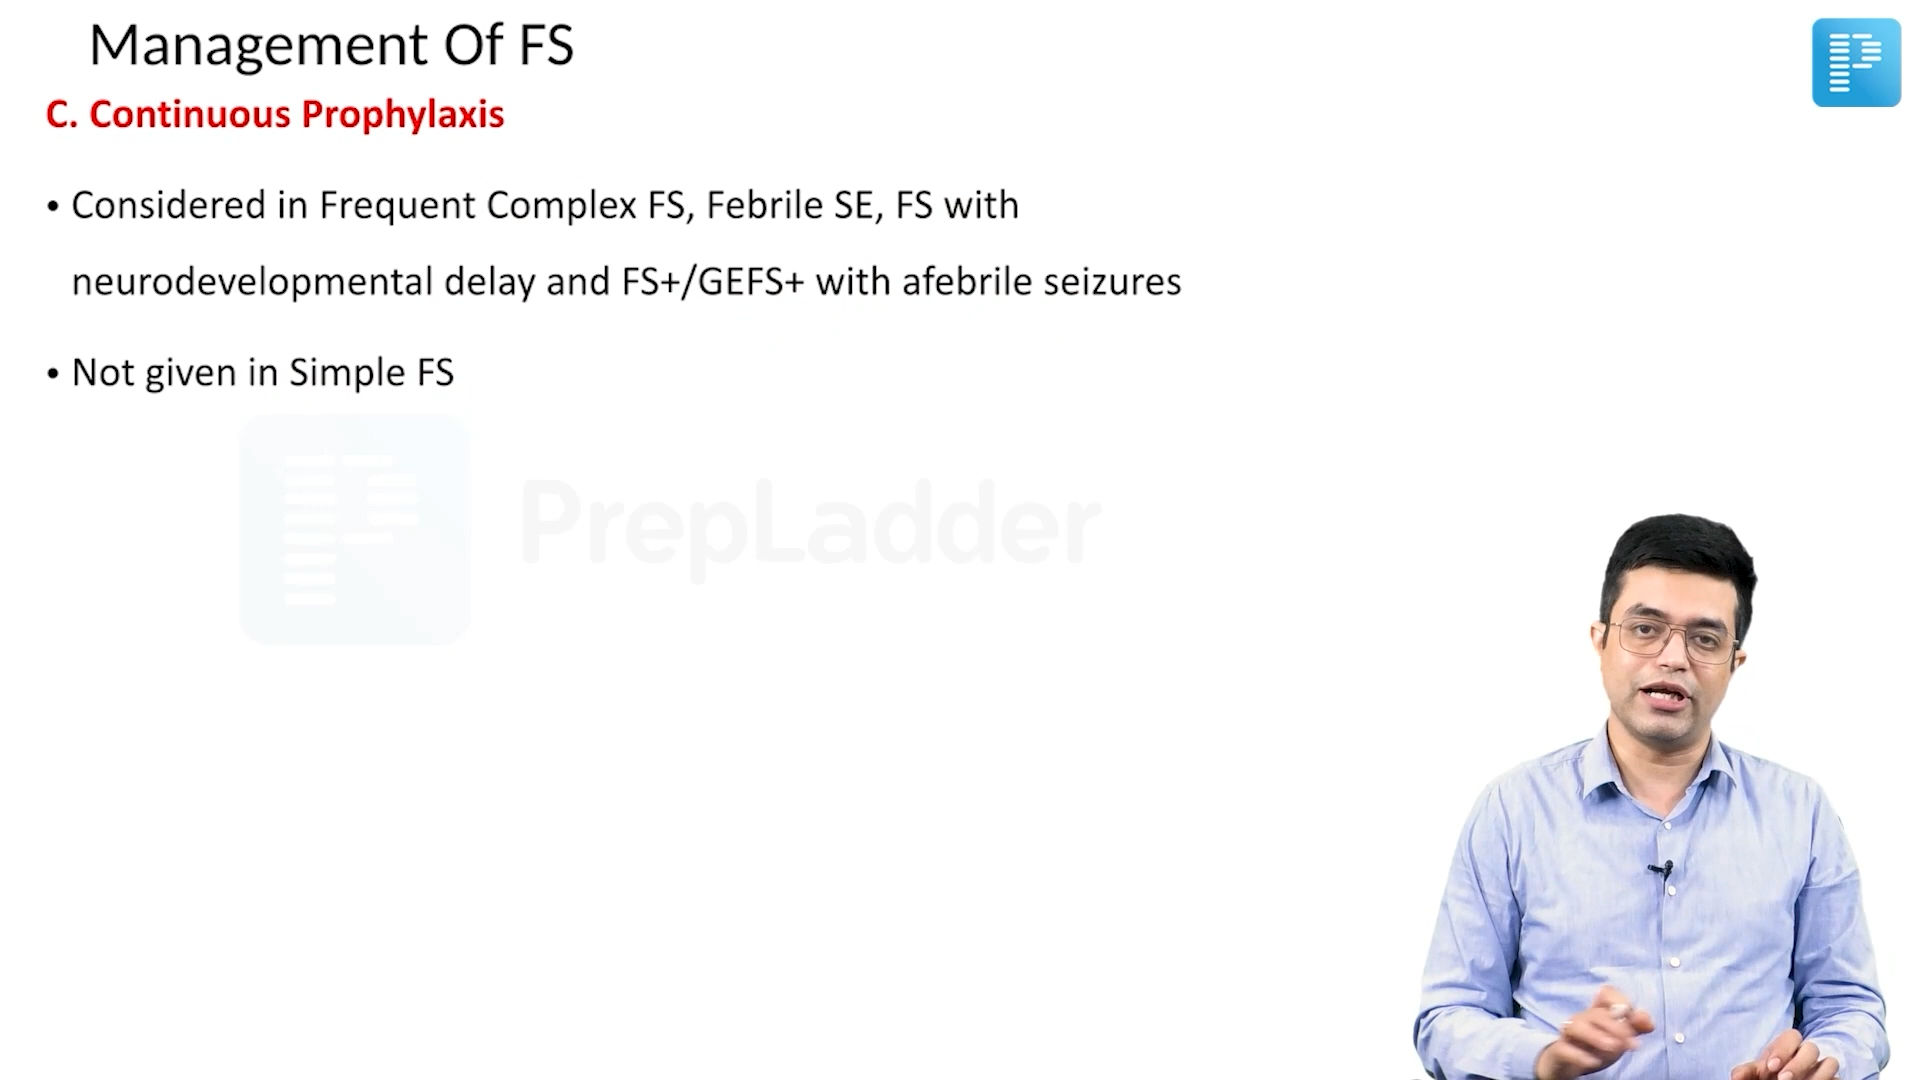 Management Of FS
C. Continuous Prophylaxis
• Considered in Frequent Complex FS, Febrile SE, FS with
neurodevelopmental delay and FS+/GEFS+ with afebrile seizures
• Not given in Simple FS
PrepLadder